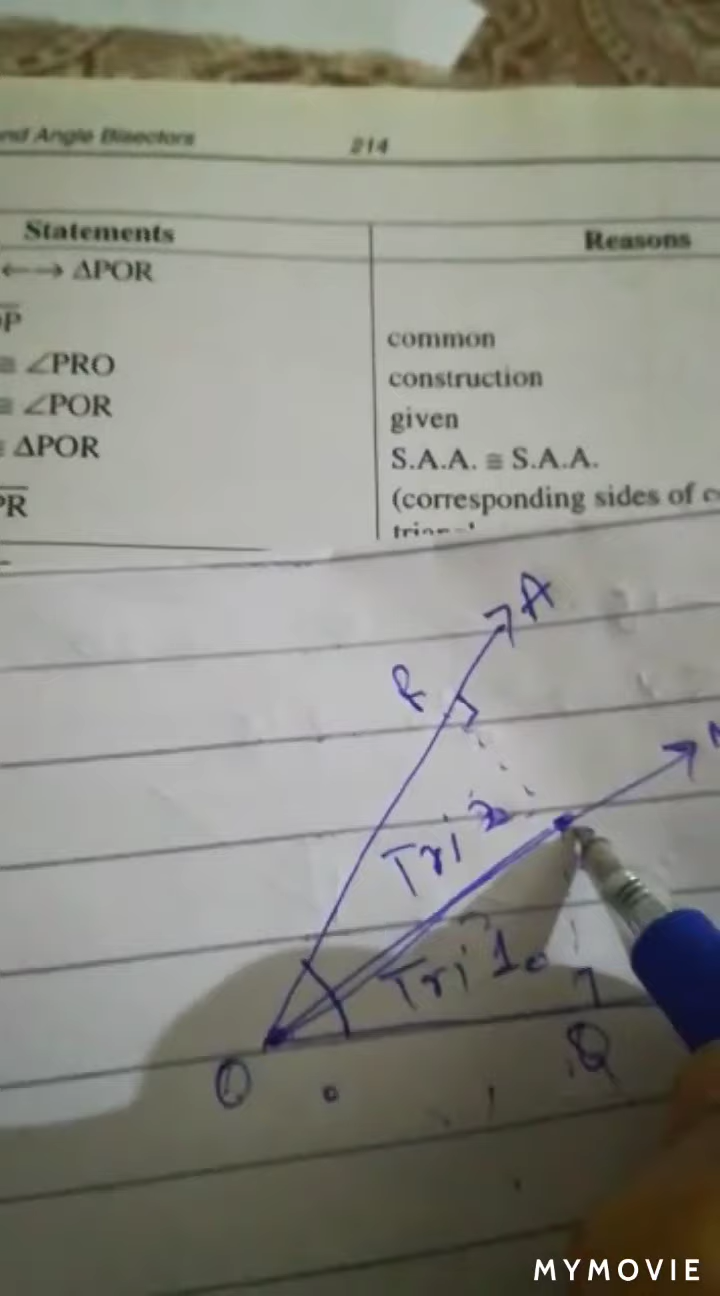 nd Angle Bisectors 214
Statements Reasons
←→ ΔPOR
OP common
≅ ∠PRO construction
≅ ∠POR given
≅ ΔPOR S.A.A. ≅ S.A.A.
PR (corresponding sides of
A
R
Tri 2
Tri 1
O
Q
MYMOVIE